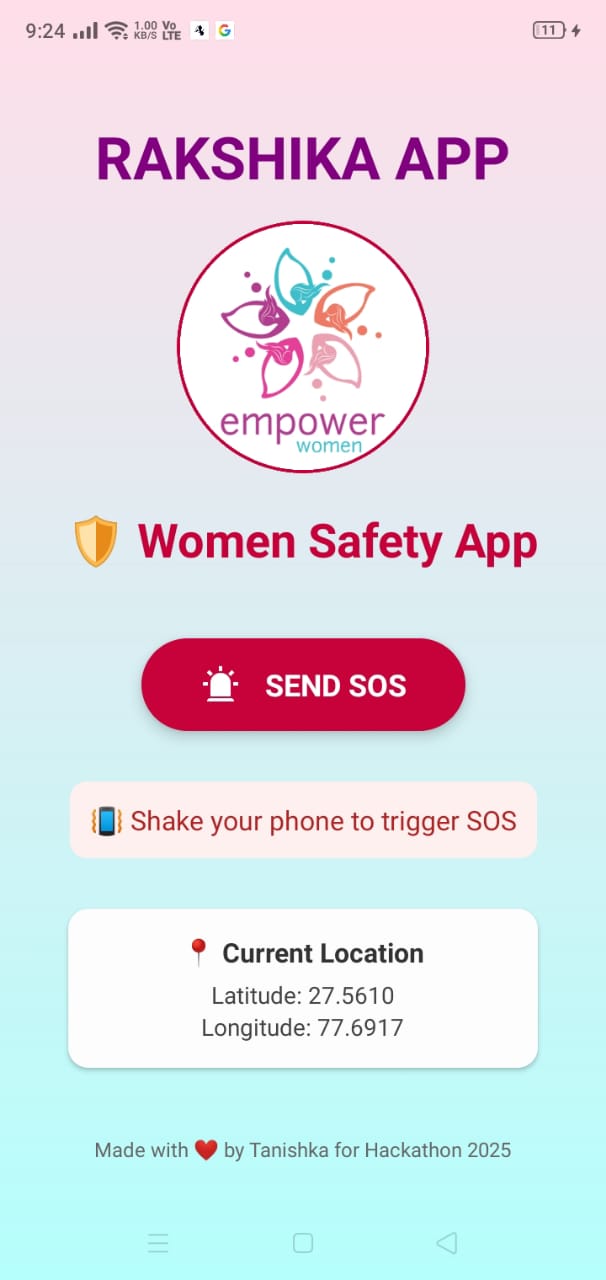 9:24 1.00 KB/S Vo LTE 11
RAKSHIKA APP
empower
women
Women Safety App
SEND SOS
Shake your phone to trigger SOS
Current Location
Latitude: 27.5610
Longitude: 77.6917
Made with ❤️ by Tanishka for Hackathon 2025